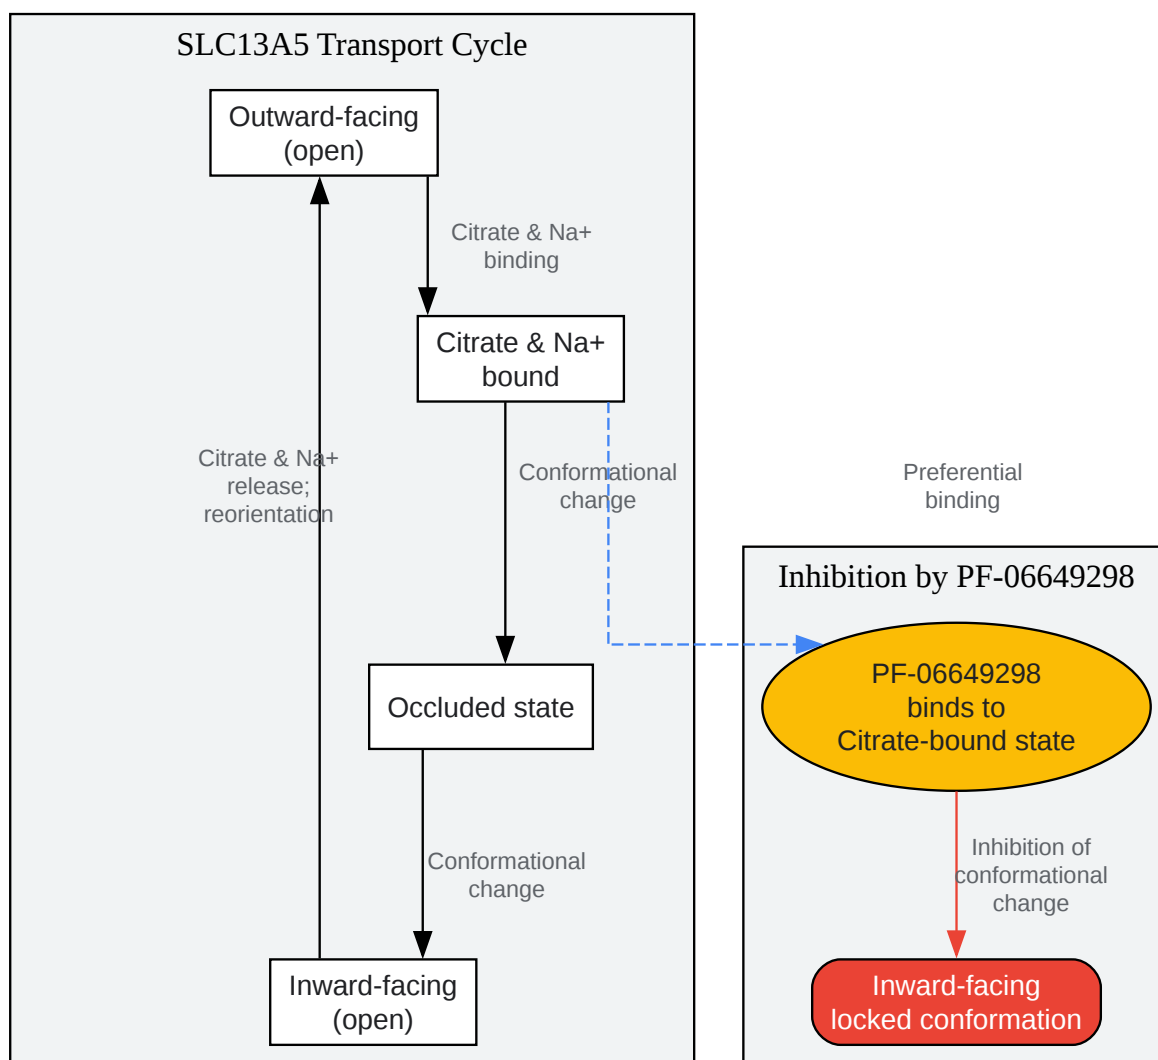 SLC13A5 Transport Cycle
Outward-facing
(open)
Citrate & Na+
binding
Citrate & Na+
bound
Citrate & Na+
release;
reorientation
Conformational
change
Occluded state
Conformational
change
Inward-facing
(open)
Preferential
binding
Inhibition by PF-06649298
PF-06649298
binds to
Citrate-bound state
Inhibition of
conformational
change
Inward-facing
locked conformation